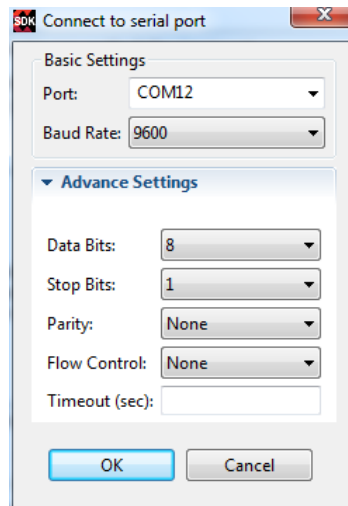 SDK Connect to serial port X
Basic Settings
Port: COM12
Baud Rate: 9600
Advance Settings
Data Bits: 8
Stop Bits: 1
Parity: None
Flow Control: None
Timeout (sec):
OK Cancel